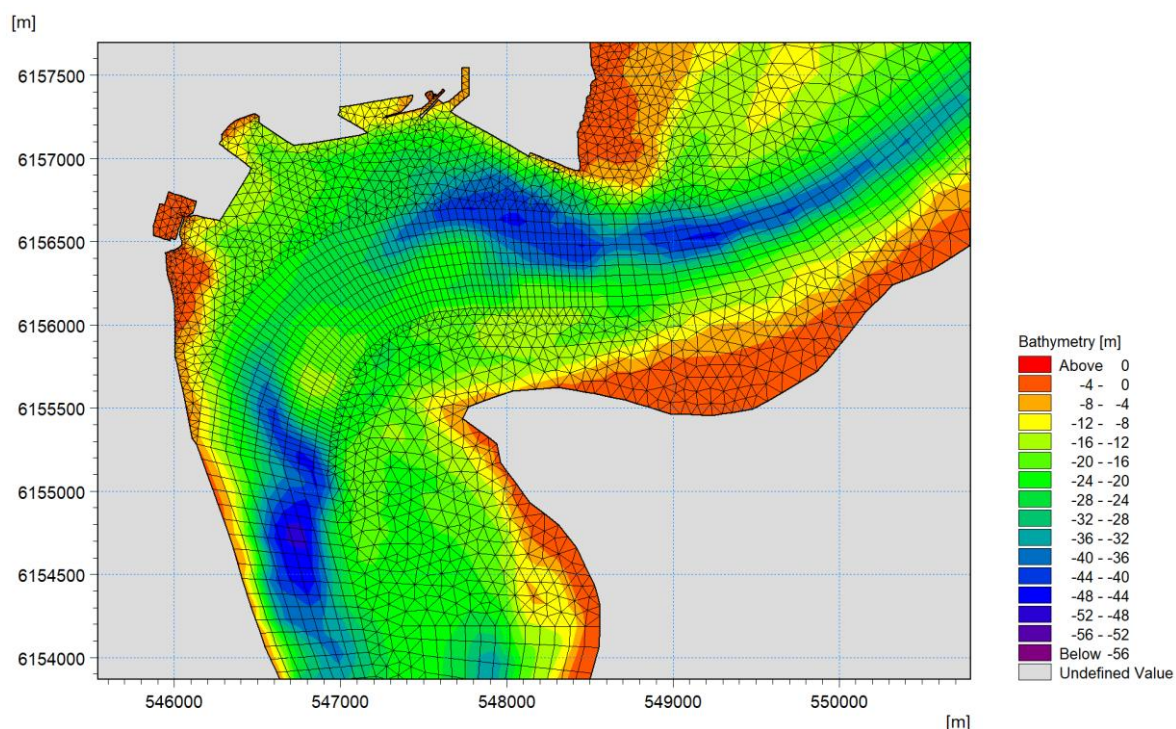 [m]
6157500
6157000
6156500
6156000
6155500
6155000
6154500
6154000
546000
547000
548000
549000
550000
[m]
Bathymetry [m]
Above 0
-4 - 0
-8 - -4
-12 - -8
-16 - -12
-20 - -16
-24 - -20
-28 - -24
-32 - -28
-36 - -32
-40 - -36
-44 - -40
-48 - -44
-52 - -48
-56 - -52
Below -56
Undefined Value